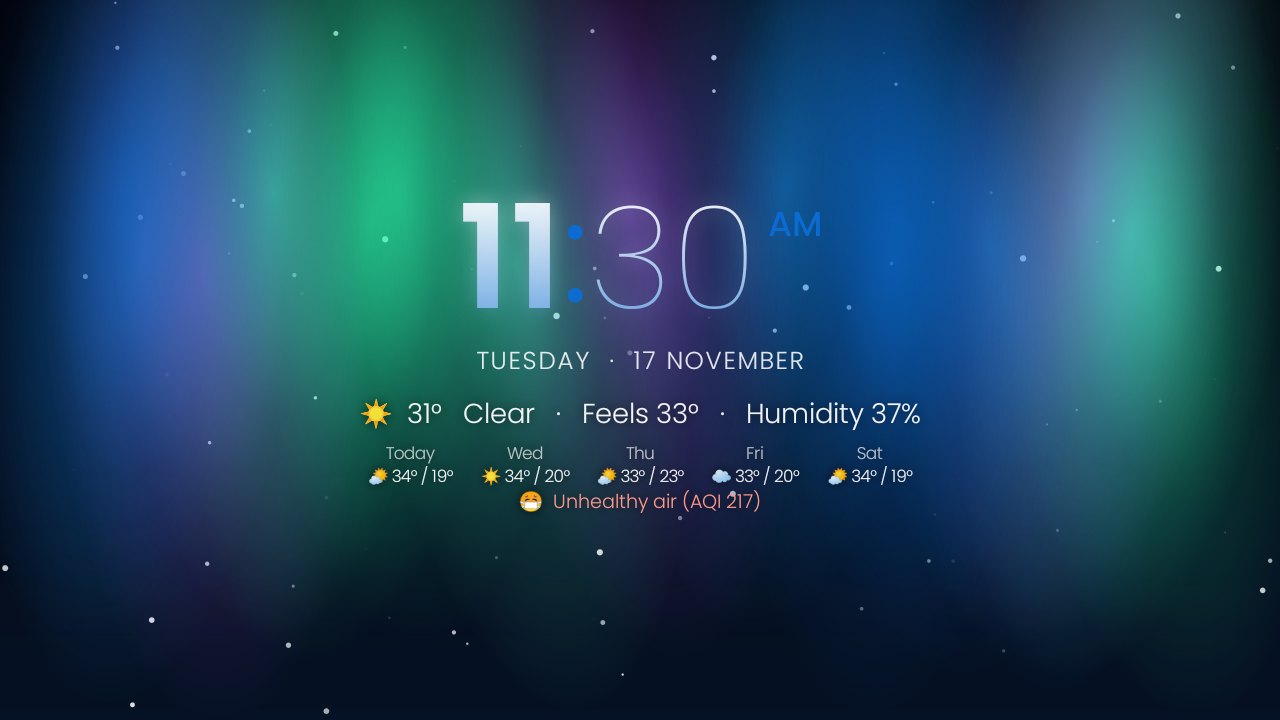 11:30 AM
TUESDAY · 17 NOVEMBER
31° Clear · Feels 33° · Humidity 37%
Today Wed Thu Fri Sat
34° / 19° 34° / 20° 33° / 23° 33° / 20° 34° / 19°
Unhealthy air (AQI 217)